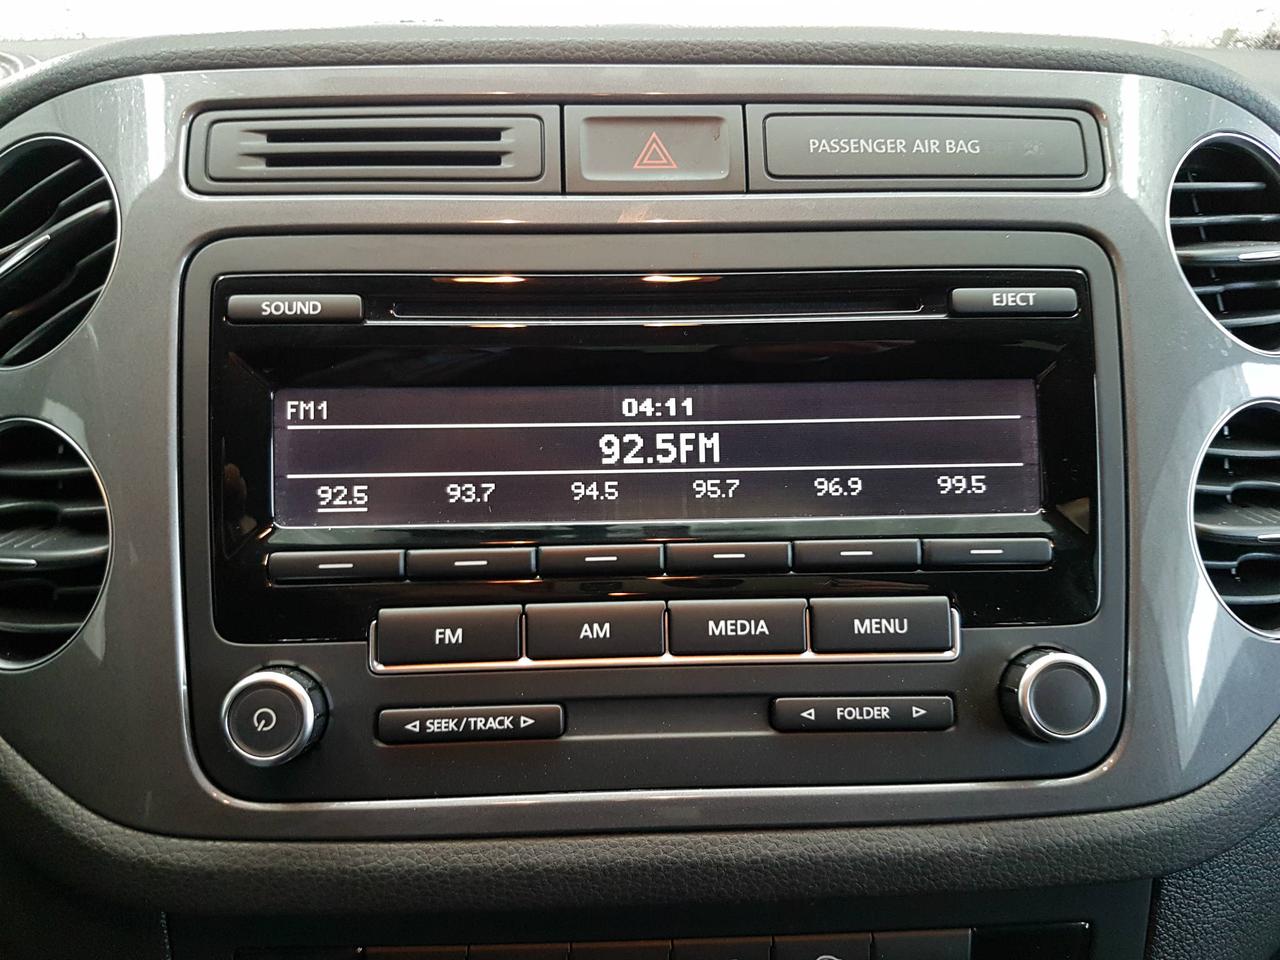 PASSENGER AIR BAG
SOUND
EJECT
FM1 04:11
92.5FM
92.5 93.7 94.5 95.7 96.9 99.5
FM AM MEDIA MENU
SEEK/TRACK FOLDER